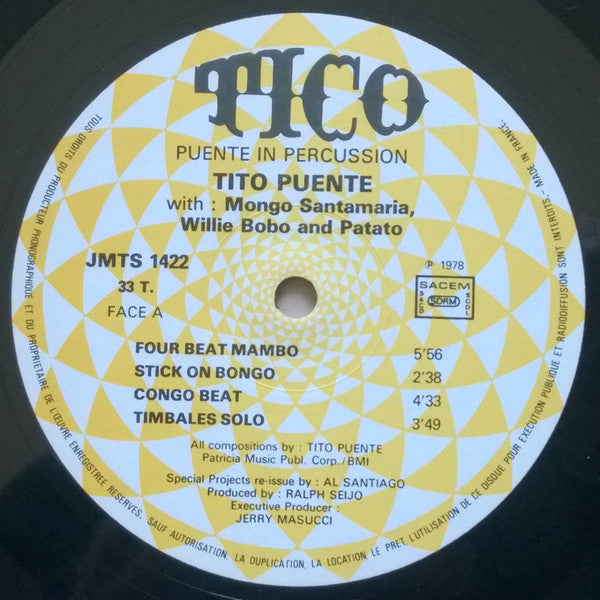 TICO
PUENTE IN PERCUSSION
TITO PUENTE
with : Mongo Santamaria,
Willie Bobo and Patato
JMTS 1422
33 T.
FACE A
℗ 1978
SACEM
SACD
SDRM
SGDL
FOUR BEAT MAMBO 5'56
STICK ON BONGO 2'38
CONGO BEAT 4'33
TIMBALES SOLO 3'49
All compositions by : TITO PUENTE
Patricia Music Publ. Corp./BMI
Special Projects re-issue by : AL SANTIAGO
Produced by : RALPH SEIJO
Executive Producer :
JERRY MASUCCI
TOUS DROITS DU PRODUCTEUR PHONOGRAPHIQUE ET DU PROPRIETAIRE DE L'ŒUVRE ENREGISTREE RESERVES. SAUF AUTORISATION, LA DUPLICATION, LA LOCATION, LE PRET, L'UTILISATION DE CE DISQUE POUR EXECUTION PUBLIQUE ET RADIODIFFUSION SONT INTERDITS - MADE IN FRANCE.